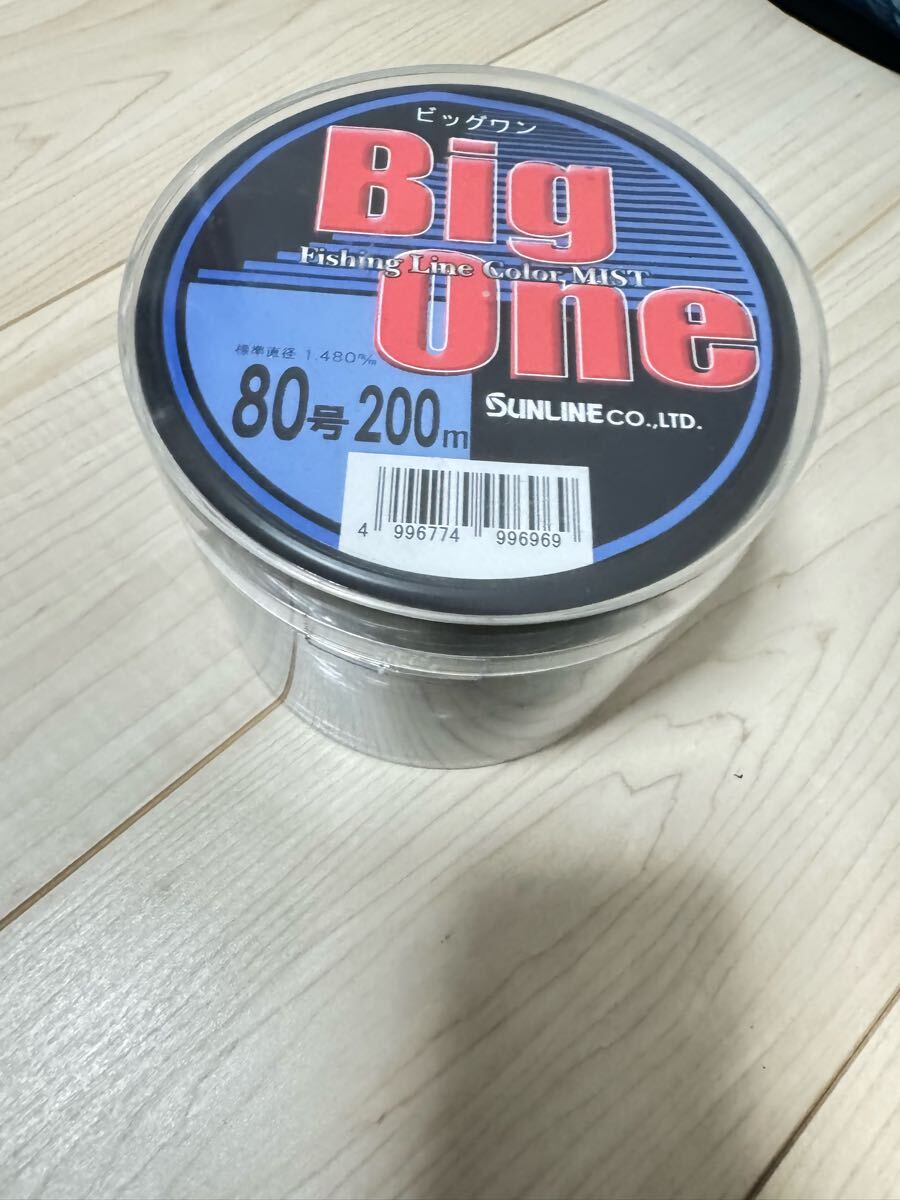 ビッグワン
Big
Fishing Line Color MIST
One
標準直径 1.480m/m
80号 200m
SUNLINE CO.,LTD.
4 996774 996969